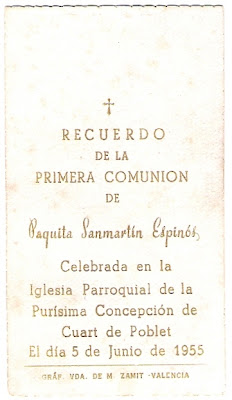 RECUERDO
DE LA
PRIMERA COMUNION
DE
Paquita Sanmartín Espinós
Celebrada en la
Iglesia Parroquial de la
Purísima Concepción de
Cuart de Poblet
El día 5 de Junio de 1955
GRÁF. VDA. DE M. ZAMIT - VALENCIA